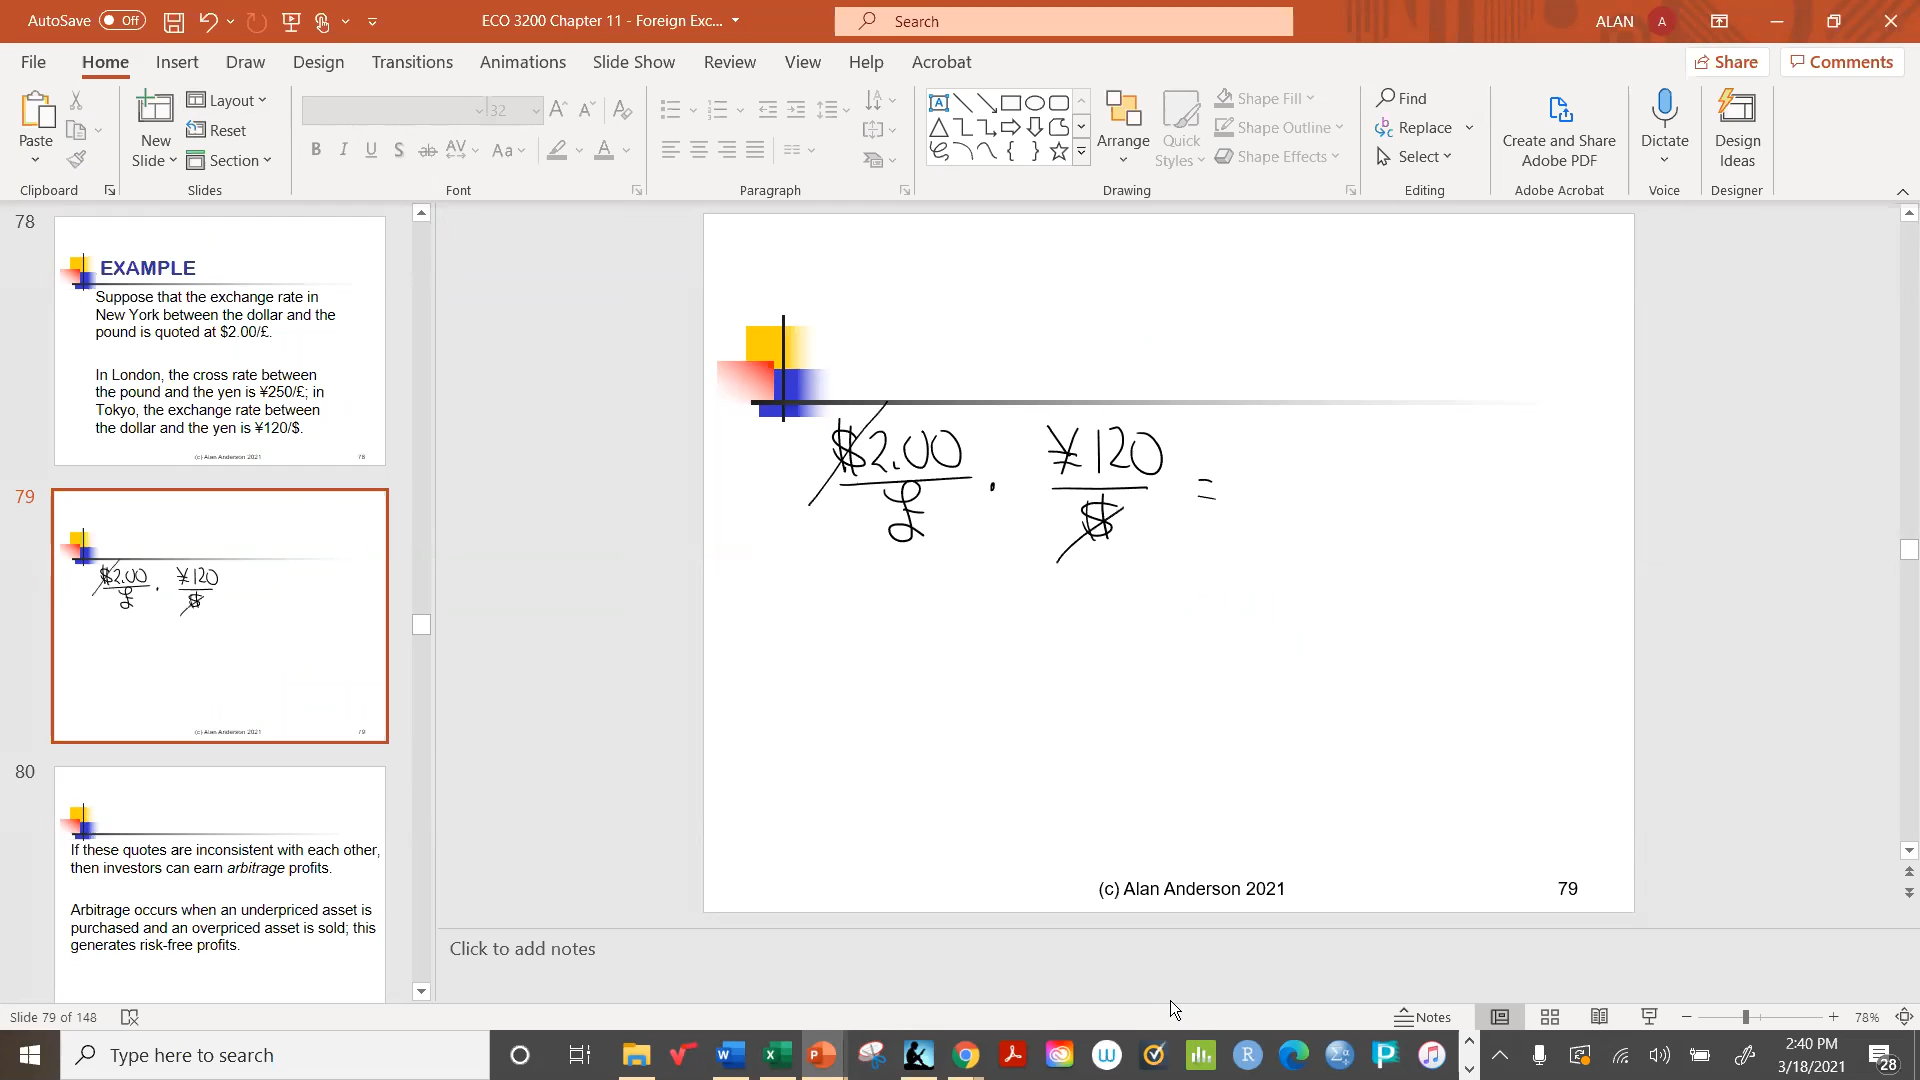 AutoSave Off ECO 3200 Chapter 11 - Foreign Exc... Search ALAN A
File Home Insert Draw Design Transitions Animations Slide Show Review View Help Acrobat Share Comments
Paste New Slide Layout Reset Section 32 Arrange Quick Styles Shape Fill Shape Outline Shape Effects Find Replace Select Create and Share Adobe PDF Dictate Design Ideas
Clipboard Slides Font Paragraph Drawing Editing Adobe Acrobat Voice Designer
78
EXAMPLE
Suppose that the exchange rate in
New York between the dollar and the
pound is quoted at $2.00/£.
In London, the cross rate between
the pound and the yen is ¥250/£; in
Tokyo, the exchange rate between
the dollar and the yen is ¥120/$.
(c) Alan Anderson 2021 78
79
$2.00 ¥120
£ · $
(c) Alan Anderson 2021 79
80
If these quotes are inconsistent with each other,
then investors can earn arbitrage profits.
Arbitrage occurs when an underpriced asset is
purchased and an overpriced asset is sold; this
generates risk-free profits.
$2.00 ¥120
£ · $ =
(c) Alan Anderson 2021 79
Click to add notes
Slide 79 of 148 Notes 78%
Type here to search 2:40 PM
3/18/2021 28